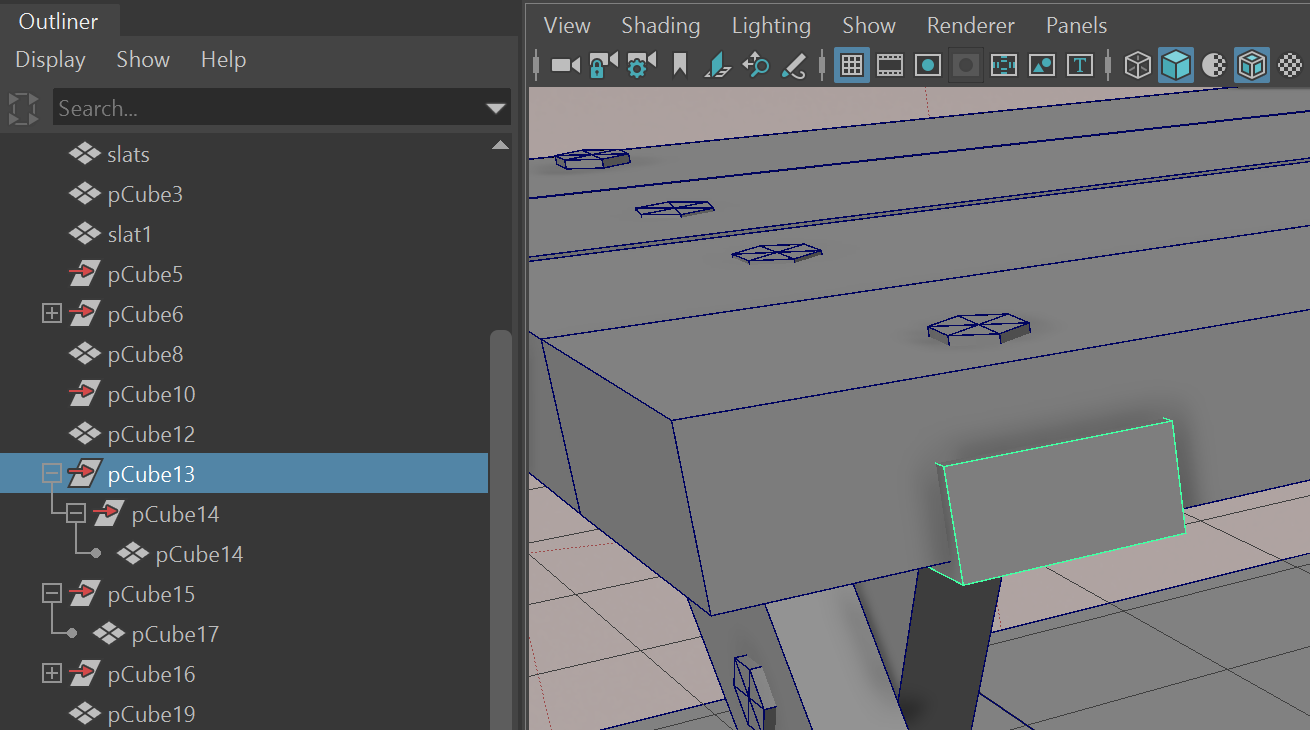 Outliner
Display Show Help
Search...
slats
pCube3
slat1
pCube5
pCube6
pCube8
pCube10
pCube12
pCube13
pCube14
pCube14
pCube15
pCube17
pCube16
pCube19
View Shading Lighting Show Renderer Panels
T